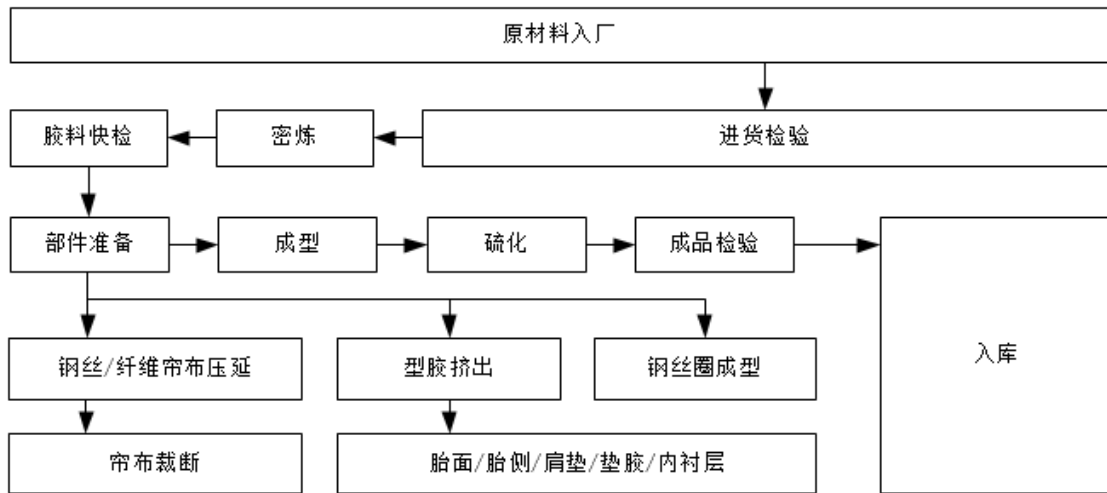 原材料入厂
胶料快检
密炼
进货检验
部件准备
成型
硫化
成品检验
入库
钢丝/纤维帘布压延
型胶挤出
钢丝圈成型
帘布裁断
胎面/胎侧/肩垫/垫胶/内衬层